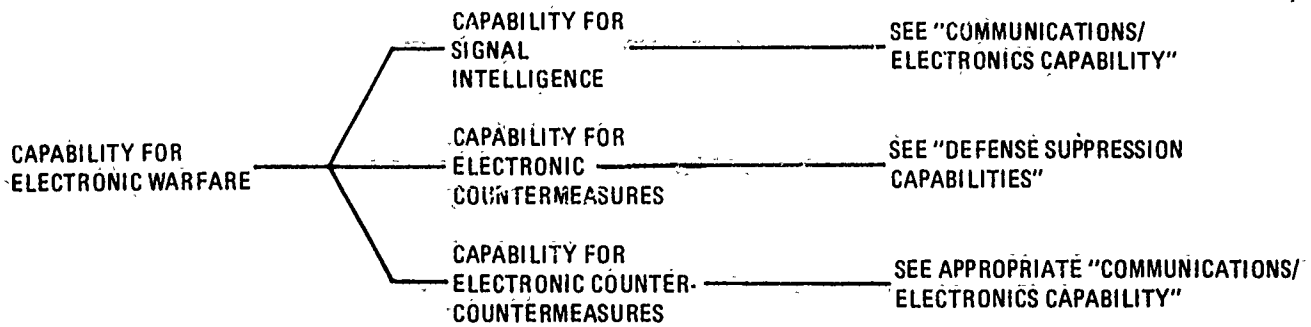 CAPABILITY FOR
ELECTRONIC WARFARE
CAPABILITY FOR
SIGNAL
INTELLIGENCE
SEE "COMMUNICATIONS/
ELECTRONICS CAPABILITY"
CAPABILITY FOR
ELECTRONIC
COUNTERMEASURES
SEE "DEFENSE SUPPRESSION
CAPABILITIES"
CAPABILITY FOR
ELECTRONIC COUNTER-
COUNTERMEASURES
SEE APPROPRIATE "COMMUNICATIONS/
ELECTRONICS CAPABILITY"